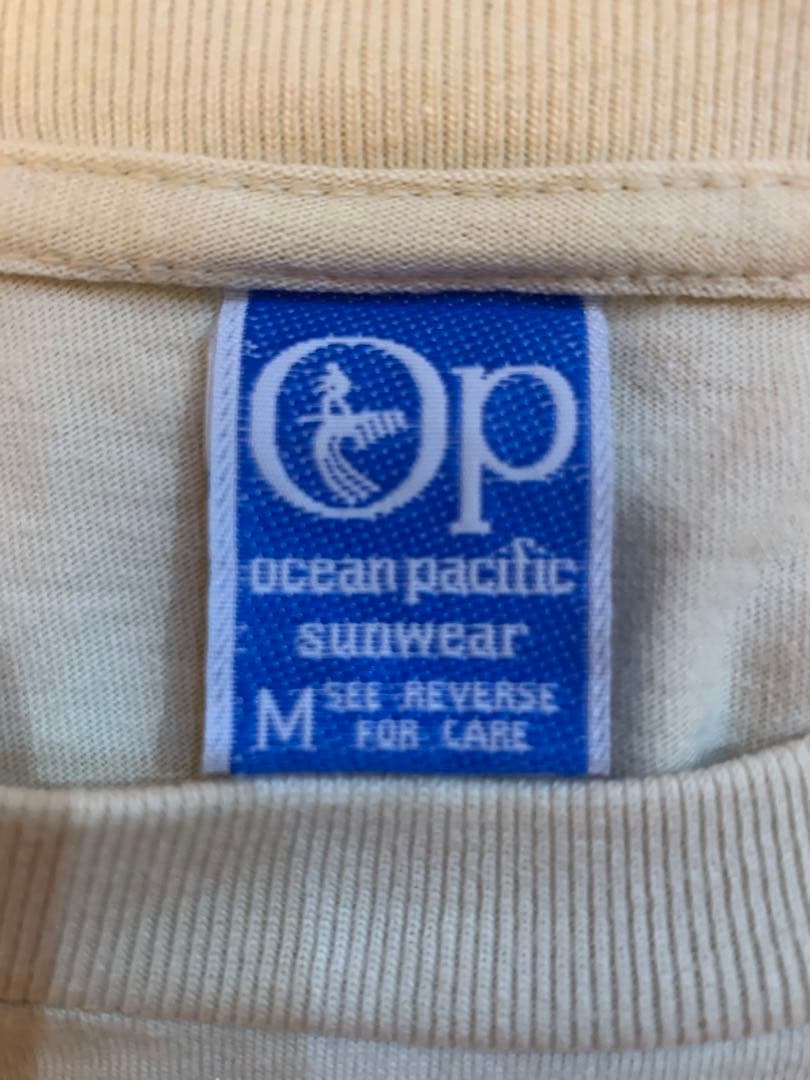 Op
ocean pacific
sunwear
M SEE REVERSE
FOR CARE